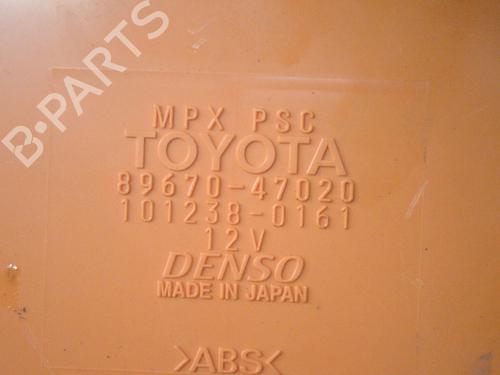 B·PARTS
MPX PSC
TOYOTA
89670-47020
101238-0161
12V
DENSO
MADE IN JAPAN
>ABS<